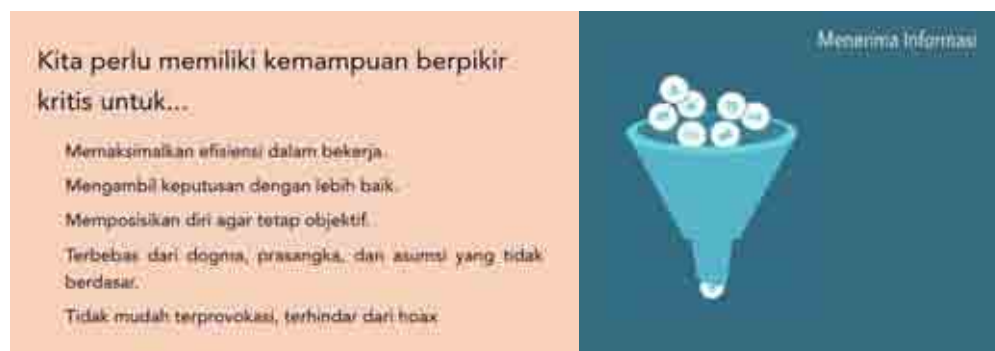 Kita perlu memiliki kemampuan berpikir
kritis untuk...
Memaksimalkan efisiensi dalam bekerja.
Mengambil keputusan dengan lebih baik.
Memposisikan diri agar tetap objektif.
Terbebas dari dogma, prasangka, dan asumsi yang tidak
berdasar.
Tidak mudah terprovokasi, terhindar dari hoax
Menerima Informasi